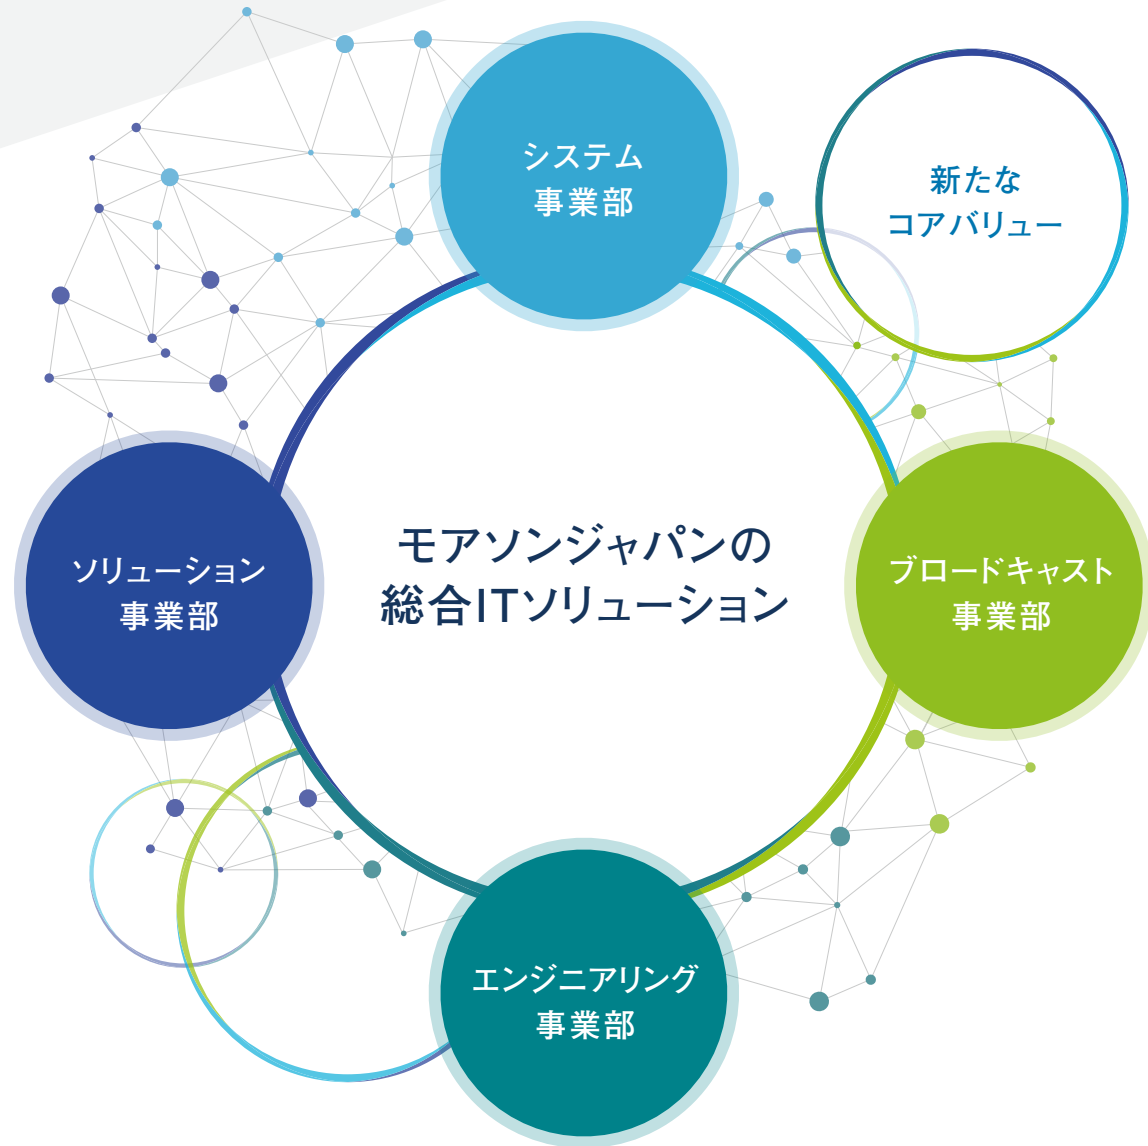 システム
事業部
新たな
コアバリュー
モアソンジャパンの
総合ITソリューション
ソリューション
事業部
ブロードキャスト
事業部
エンジニアリング
事業部